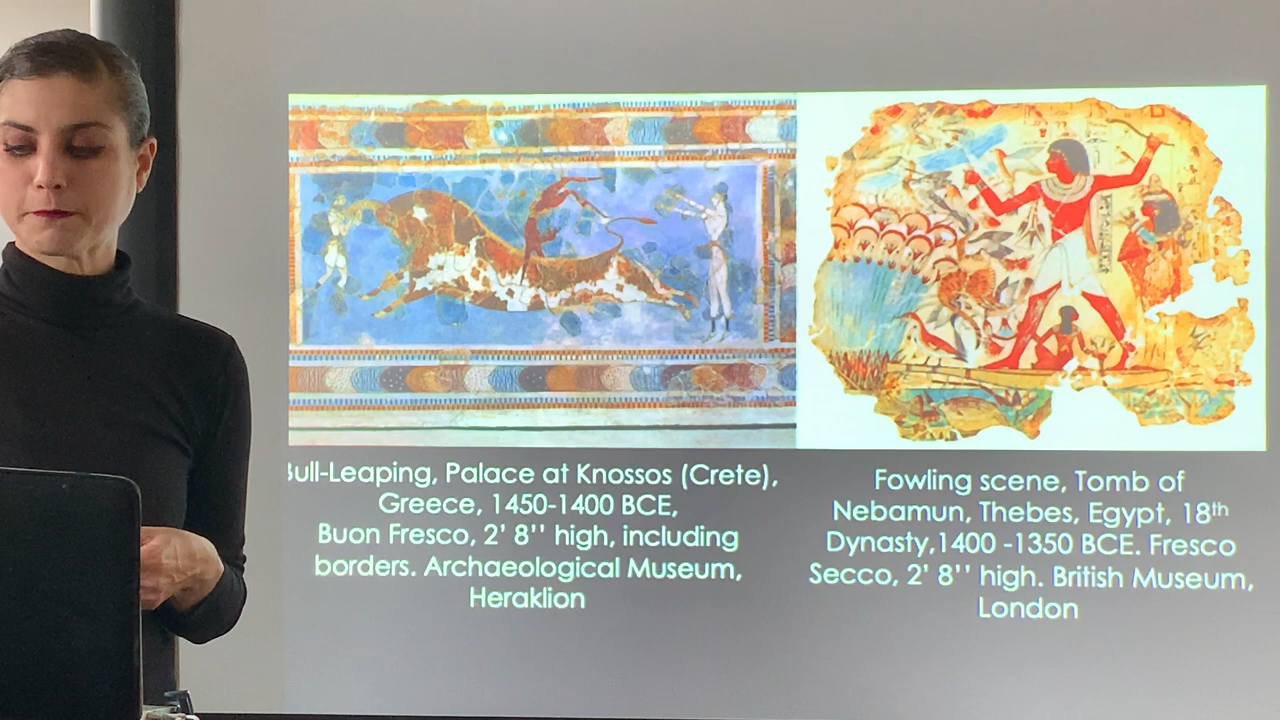 Bull-Leaping, Palace at Knossos (Crete),
Greece, 1450-1400 BCE,
Buon Fresco, 2' 8'' high, including
borders. Archaeological Museum,
Heraklion
Fowling scene, Tomb of
Nebamun, Thebes, Egypt, 18th
Dynasty,1400 -1350 BCE. Fresco
Secco, 2' 8'' high. British Museum,
London